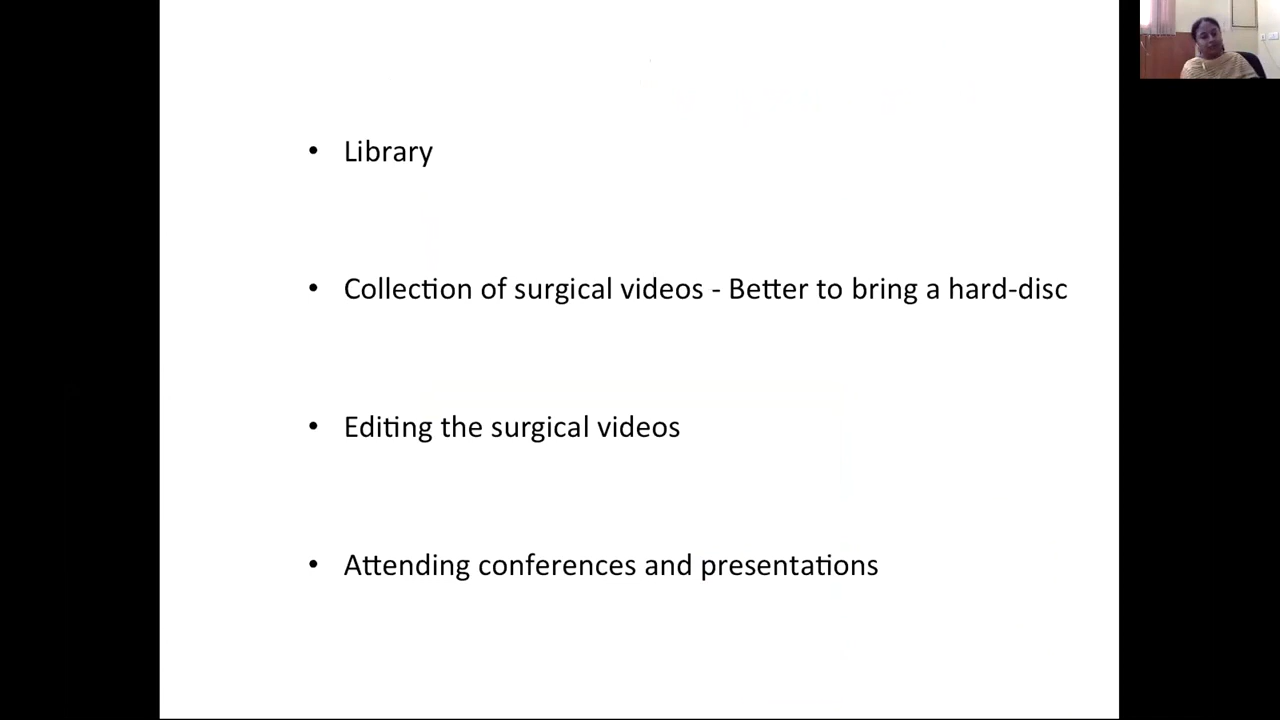 • Library
• Collection of surgical videos - Better to bring a hard-disc
• Editing the surgical videos
• Attending conferences and presentations